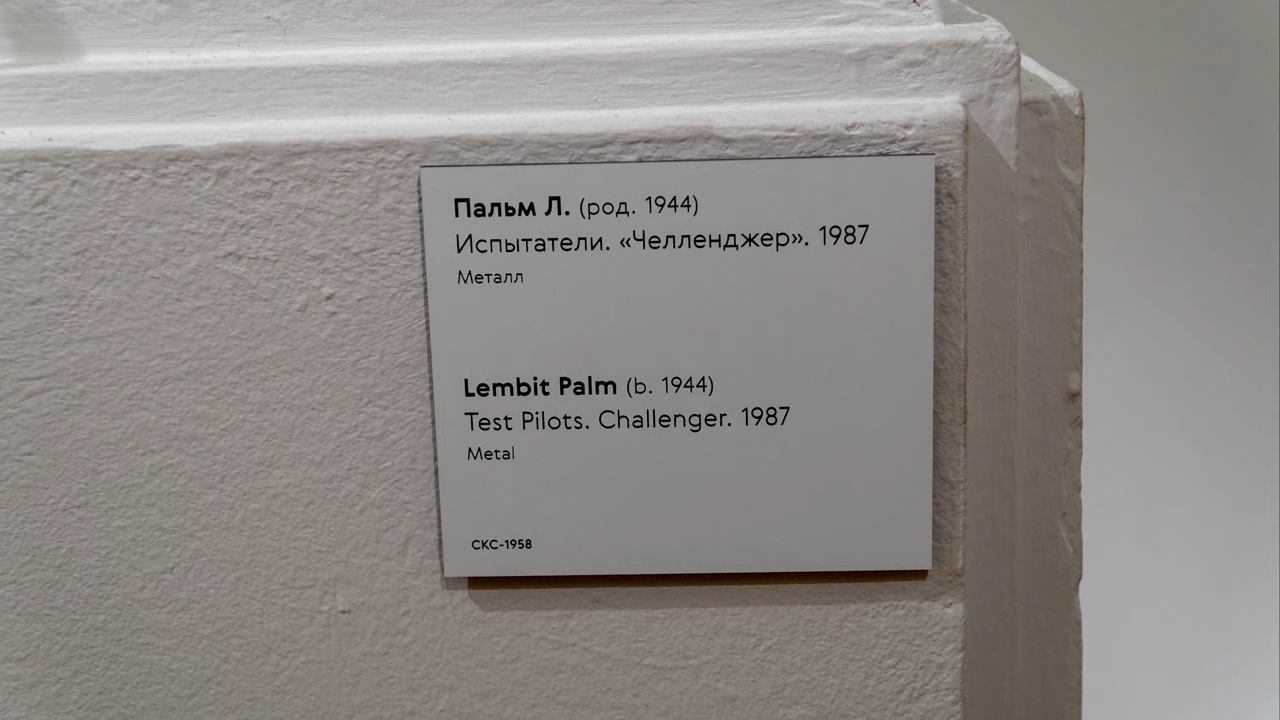 Пальм Л. (род. 1944)
Испытатели. «Челленджер». 1987
Металл
Lembit Palm (b. 1944)
Test Pilots. Challenger. 1987
Metal
СКС-1958